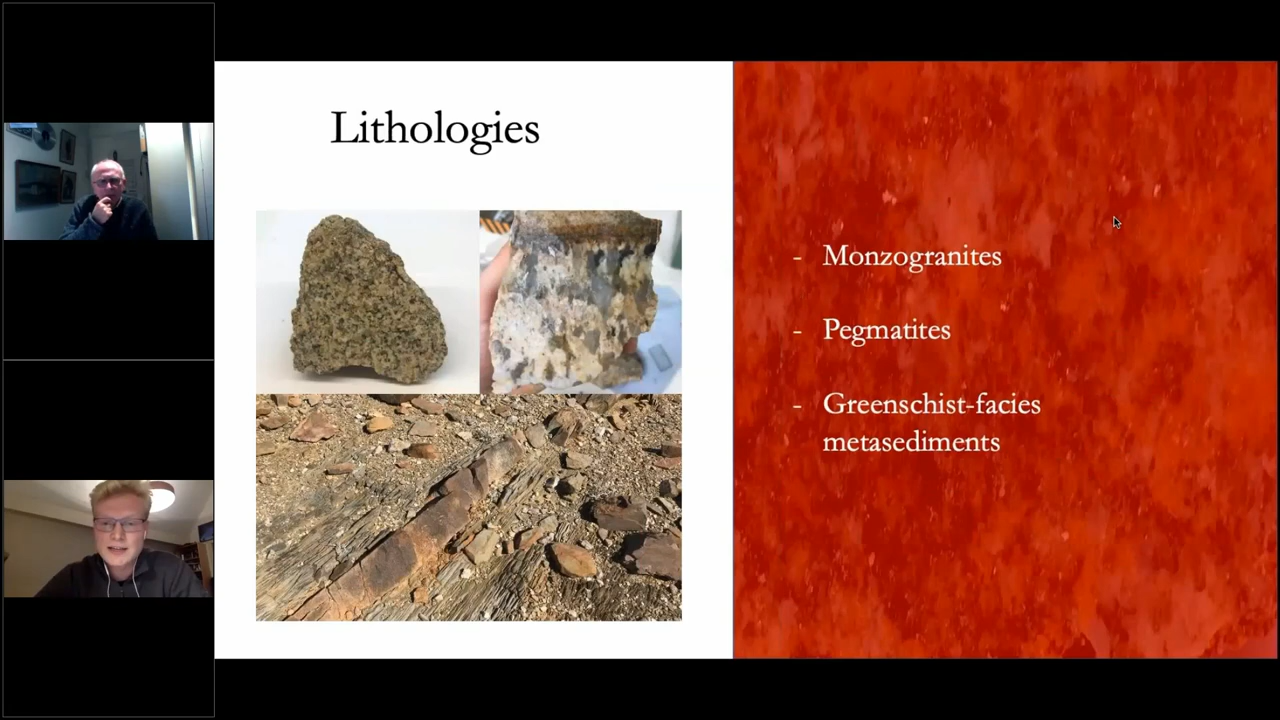 Lithologies
- Monzogranites
- Pegmatites
- Greenschist-facies
metasediments